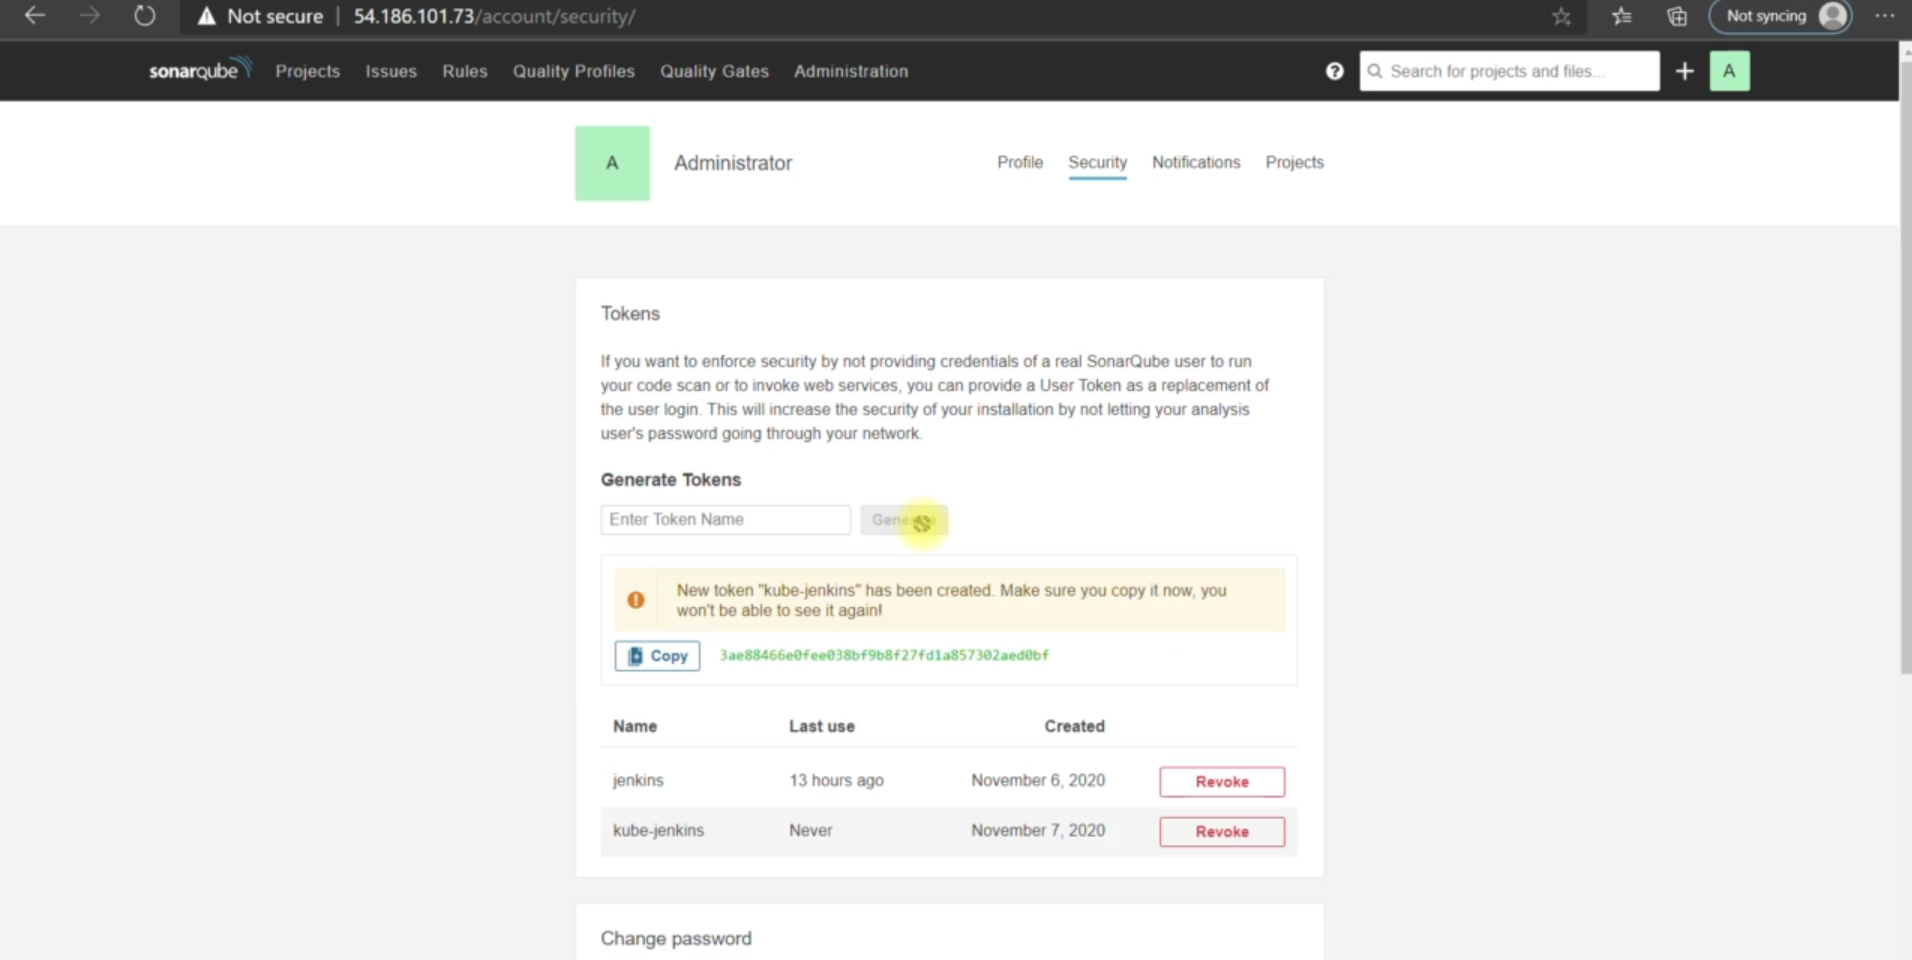 Not secure | 54.186.101.73/account/security/ Not syncing
sonarqube Projects Issues Rules Quality Profiles Quality Gates Administration Search for projects and files... A
A Administrator Profile Security Notifications Projects
Tokens
If you want to enforce security by not providing credentials of a real SonarQube user to run
your code scan or to invoke web services, you can provide a User Token as a replacement of
the user login. This will increase the security of your installation by not letting your analysis
user's password going through your network.
Generate Tokens
Enter Token Name Generate
New token "kube-jenkins" has been created. Make sure you copy it now, you
won't be able to see it again!
Copy 3ae88466e0fee038bf9b8f27fd1a857302aed0bf
Name Last use Created
jenkins 13 hours ago November 6, 2020 Revoke
kube-jenkins Never November 7, 2020 Revoke
Change password